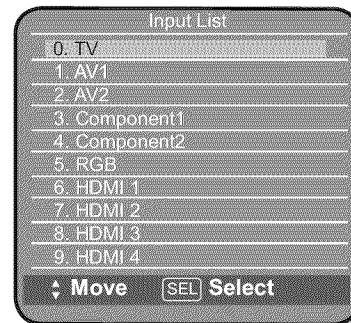 Input List
0. TV
1. AV1
2. AV2
3. Component1
4. Component2
5. RGB
6. HDMI 1
7. HDMI 2
8. HDMI 3
9. HDMI 4
Move SEL Select